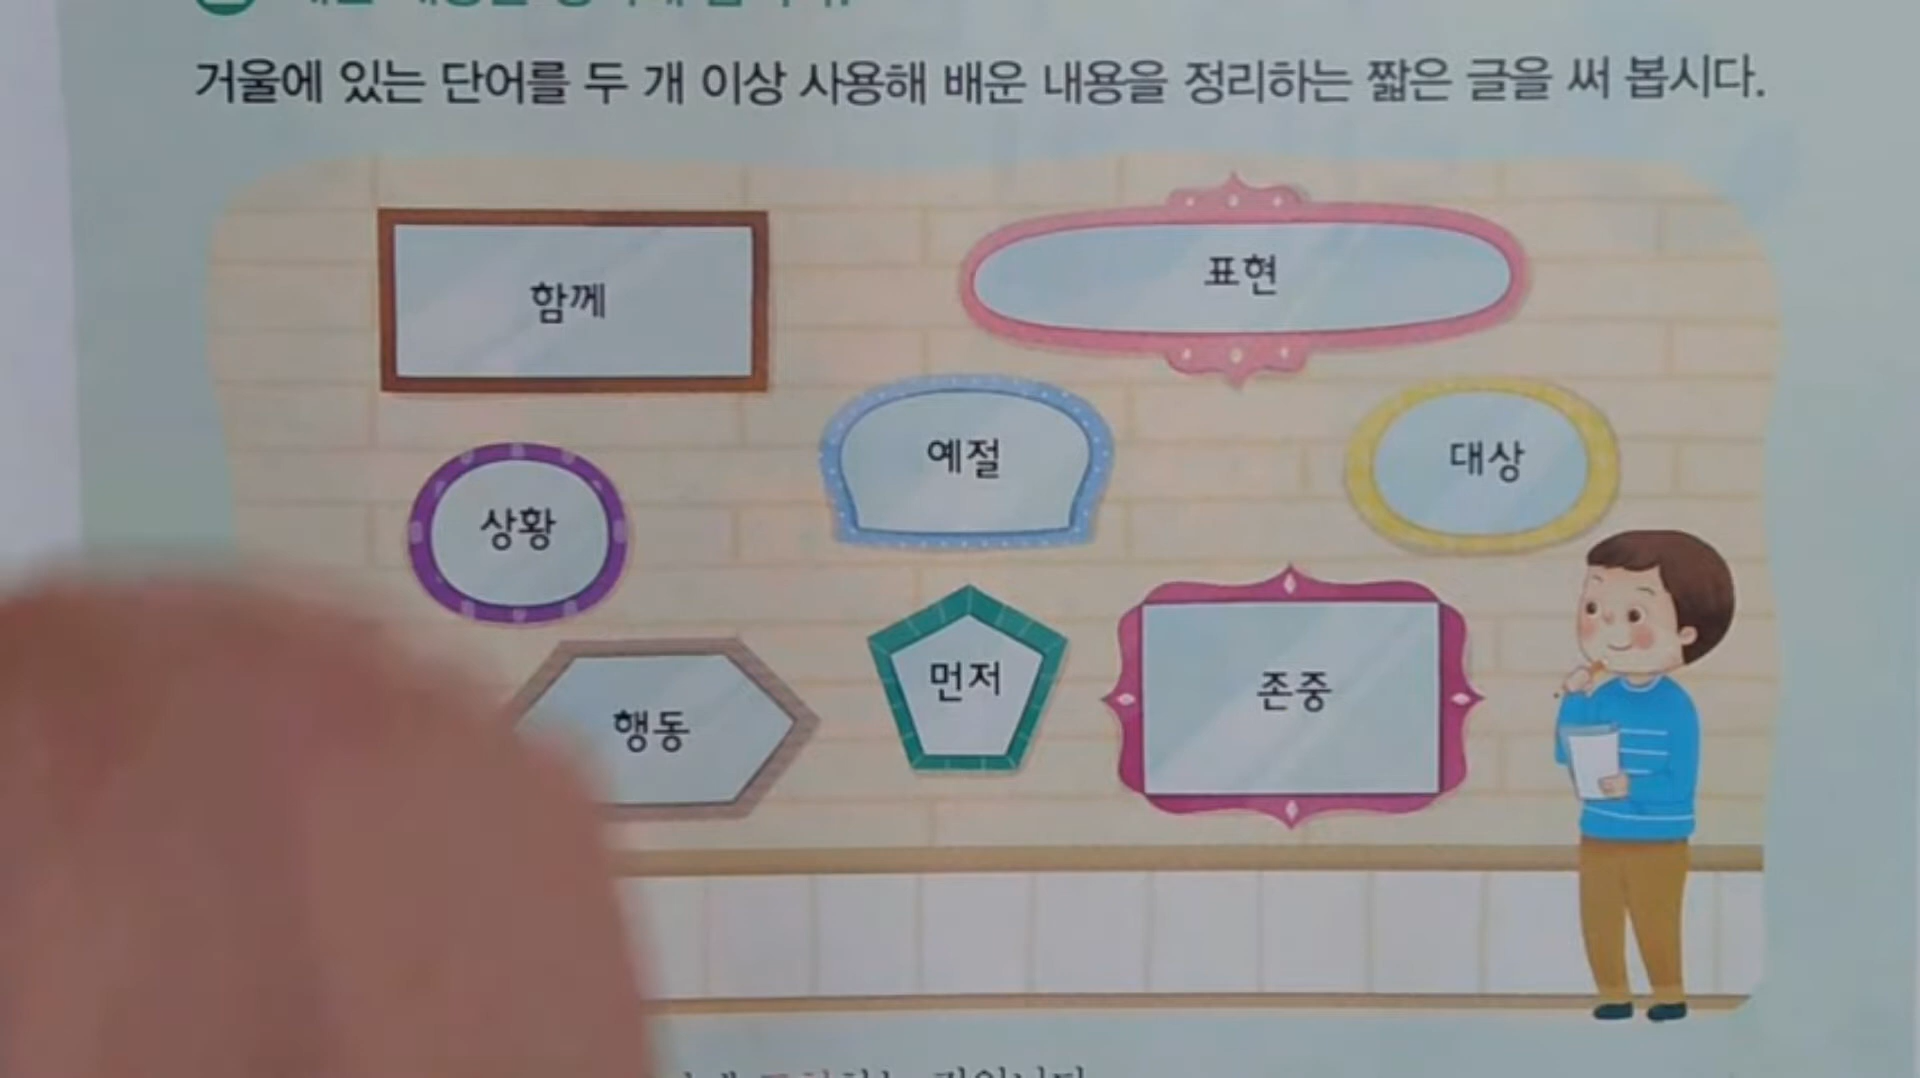 거울에 있는 단어를 두 개 이상 사용해 배운 내용을 정리하는 짧은 글을 써 봅시다.
함께
표현
예절
대상
상황
먼저
존중
행동